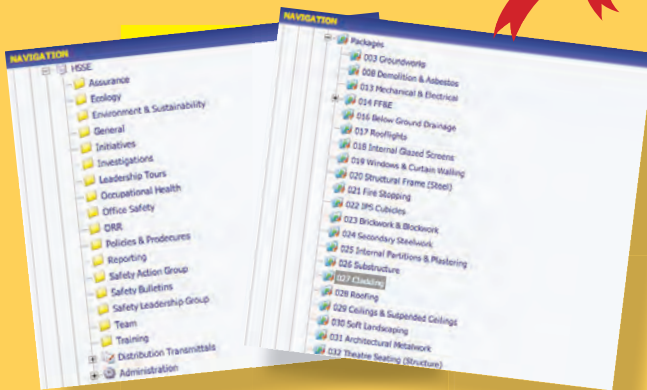 NAVIGATION
HSSE
Assurance
Ecology
Environment & Sustainability
General
Initiatives
Investigations
Leadership Tours
Occupational Health
Office Safety
ORR
Policies & Prodecures
Reporting
Safety Action Group
Safety Bulletins
Safety Leadership Group
Team
Training
Distribution Transmittals
Administration
NAVIGATION
Packages
003 Groundworks
008 Demolition & Asbestos
013 Mechanical & Electrical
014 FF&E
016 Below Ground Drainage
017 Rooflights
018 Internal Glazed Screens
019 Windows & Curtain Walling
020 Structural Frame (Steel)
021 Fire Stopping
022 IPS Cubicles
023 Brickwork & Blockwork
024 Secondary Steelwork
025 Internal Partitions & Plastering
026 Substructure
027 Cladding
028 Roofing
029 Ceilings & Suspended Ceilings
030 Soft Landscaping
031 Architectural Metalwork
032 Theatre Seating (Structure)